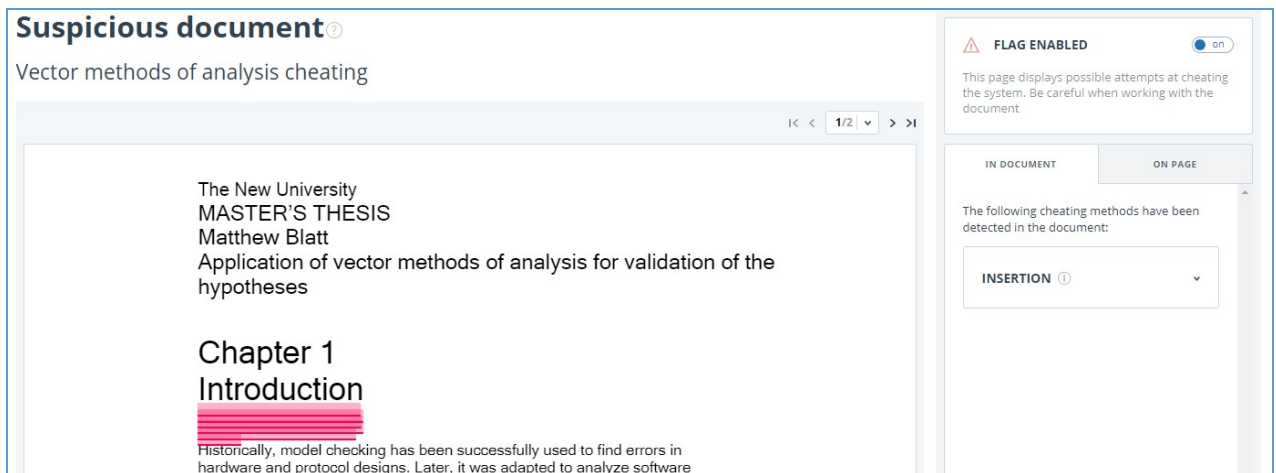 Suspicious document
Vector methods of analysis cheating
1/2
The New University
MASTER'S THESIS
Matthew Blatt
Application of vector methods of analysis for validation of the
hypotheses
Chapter 1
Introduction
Historically, model checking has been successfully used to find errors in
hardware and protocol designs. Later, it was adapted to analyze software
FLAG ENABLED
on
This page displays possible attempts at cheating
the system. Be careful when working with the
document
IN DOCUMENT
ON PAGE
The following cheating methods have been
detected in the document:
INSERTION